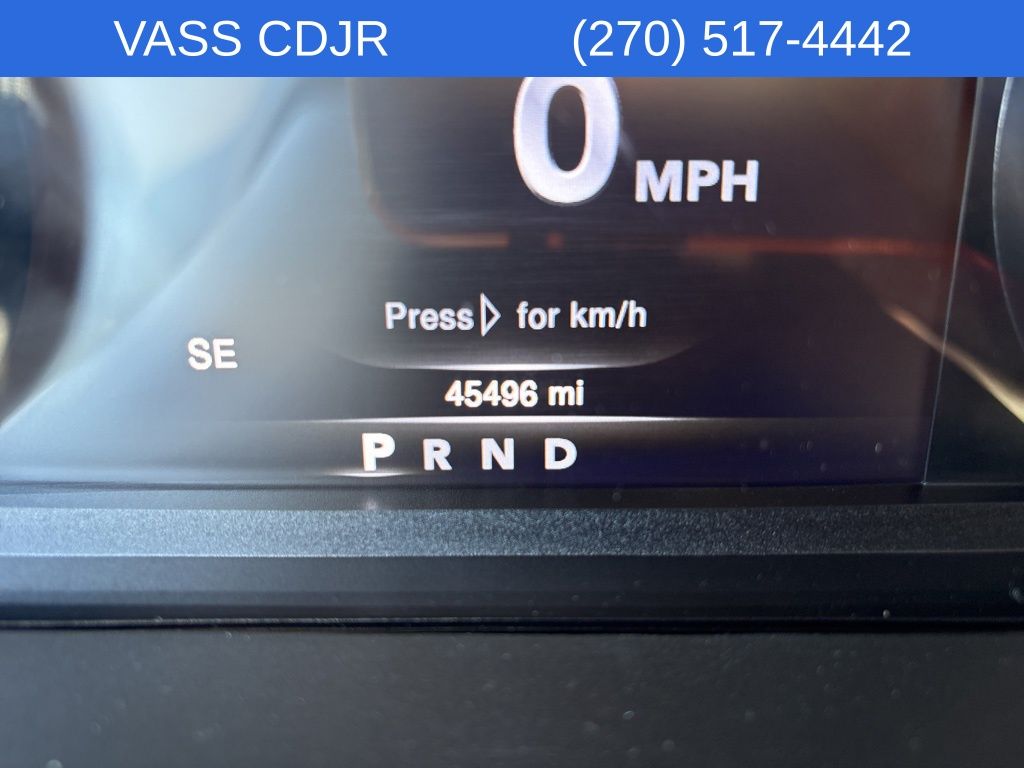 VASS CDJR (270) 517-4442
0 MPH
Press ▷ for km/h
SE
45496 mi
P R N D